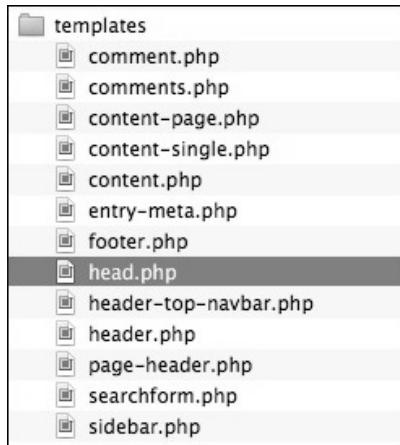 templates
comment.php
comments.php
content-page.php
content-single.php
content.php
entry-meta.php
footer.php
head.php
header-top-navbar.php
header.php
page-header.php
searchform.php
sidebar.php